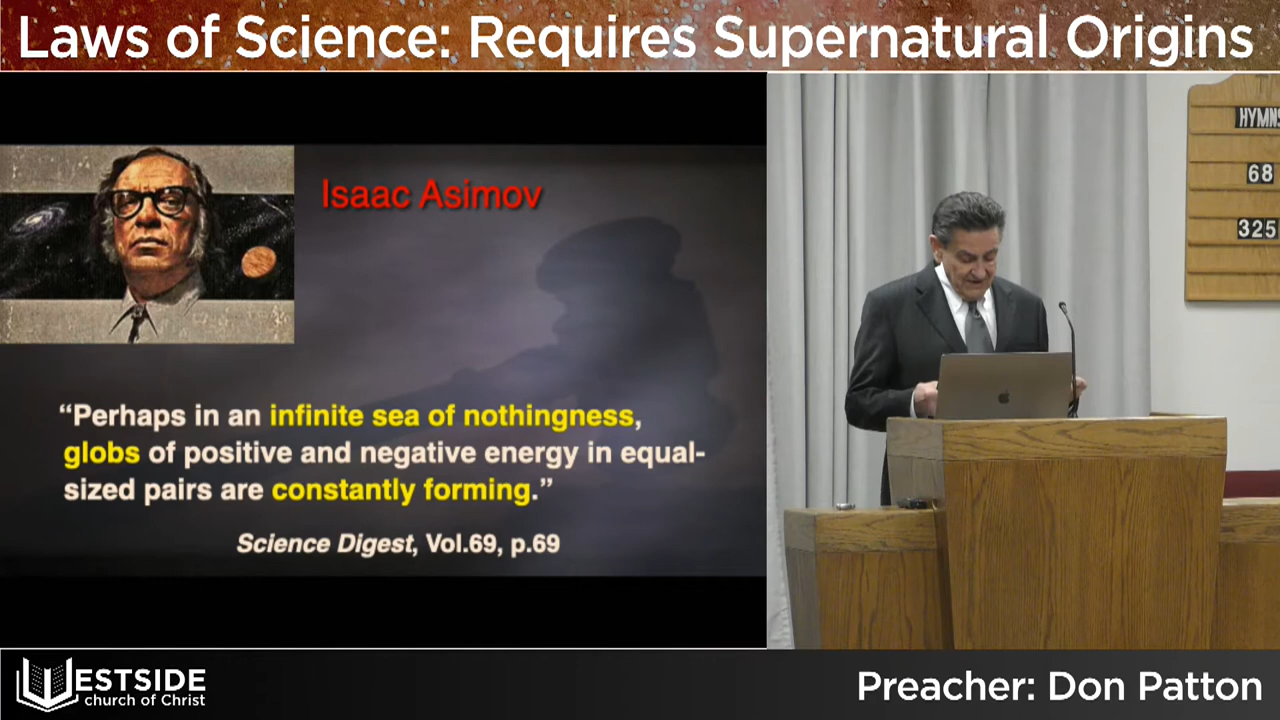 Laws of Science: Requires Supernatural Origins
Isaac Asimov
“Perhaps in an infinite sea of nothingness,
globs of positive and negative energy in equal-
sized pairs are constantly forming.”
Science Digest, Vol.69, p.69
HYMNS
68
325
WESTSIDE
church of Christ
Preacher: Don Patton